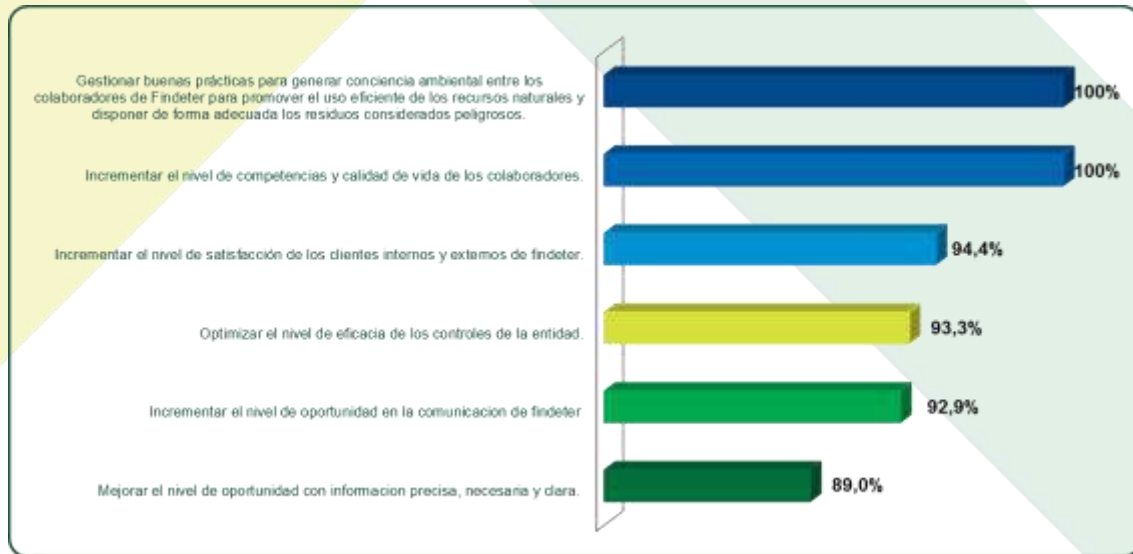 Gestionar buenas prácticas para generar conciencia ambiental entre los
colaboradores de Findeter para promover el uso eficiente de los recursos naturales y
disponer de forma adecuada los residuos considerados peligrosos.
100%
Incrementar el nivel de competencias y calidad de vida de los colaboradores.
100%
Incrementar el nivel de satisfacción de los clientes internos y externos de findeter.
94,4%
Optimizar el nivel de eficacia de los controles de la entidad.
93,3%
Incrementar el nivel de oportunidad en la comunicacion de findeter
92,9%
Mejorar el nivel de oportunidad con informacion precisa, necesaria y clara.
89,0%